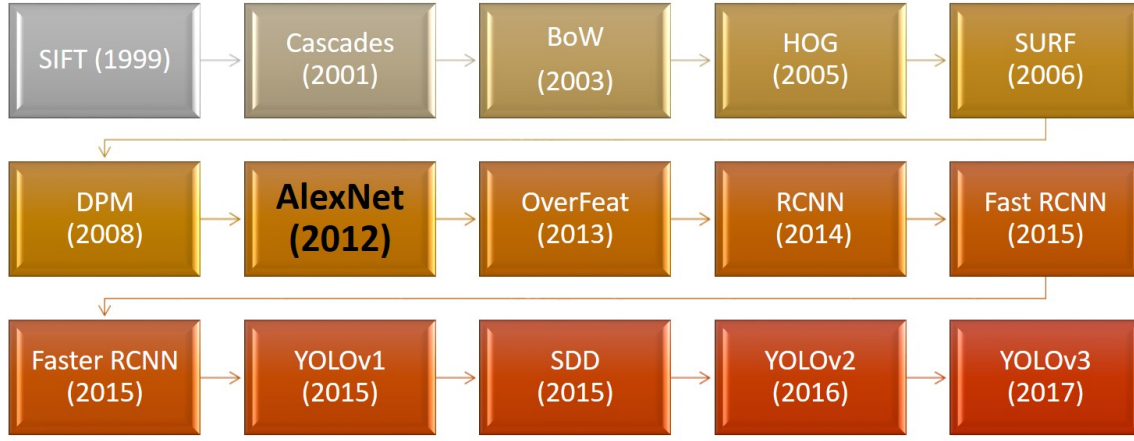 SIFT (1999)
Cascades
(2001)
BoW
(2003)
HOG
(2005)
SURF
(2006)
DPM
(2008)
AlexNet
(2012)
OverFeat
(2013)
RCNN
(2014)
Fast RCNN
(2015)
Faster RCNN
(2015)
YOLOv1
(2015)
SDD
(2015)
YOLOv2
(2016)
YOLOv3
(2017)